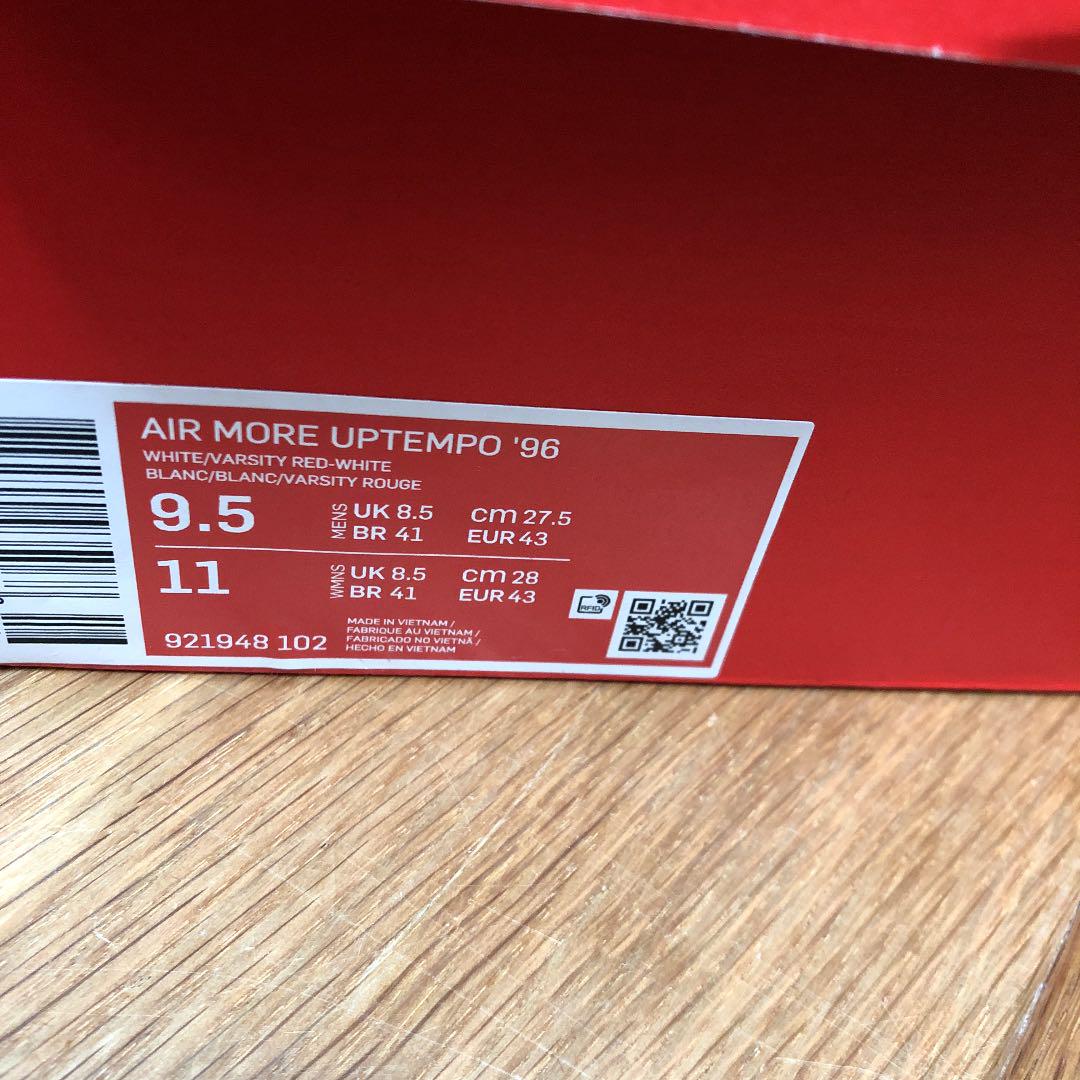 AIR MORE UPTEMPO '96
WHITE/VARSITY RED-WHITE
BLANC/BLANC/VARSITY ROUGE
9.5 MENS UK 8.5 cm 27.5
BR 41 EUR 43
11 WMNS UK 8.5 cm 28
BR 41 EUR 43
RFID
921948 102
MADE IN VIETNAM /
FABRIQUE AU VIETNAM /
FABRICADO NO VIETNÃ /
HECHO EN VIETNAM